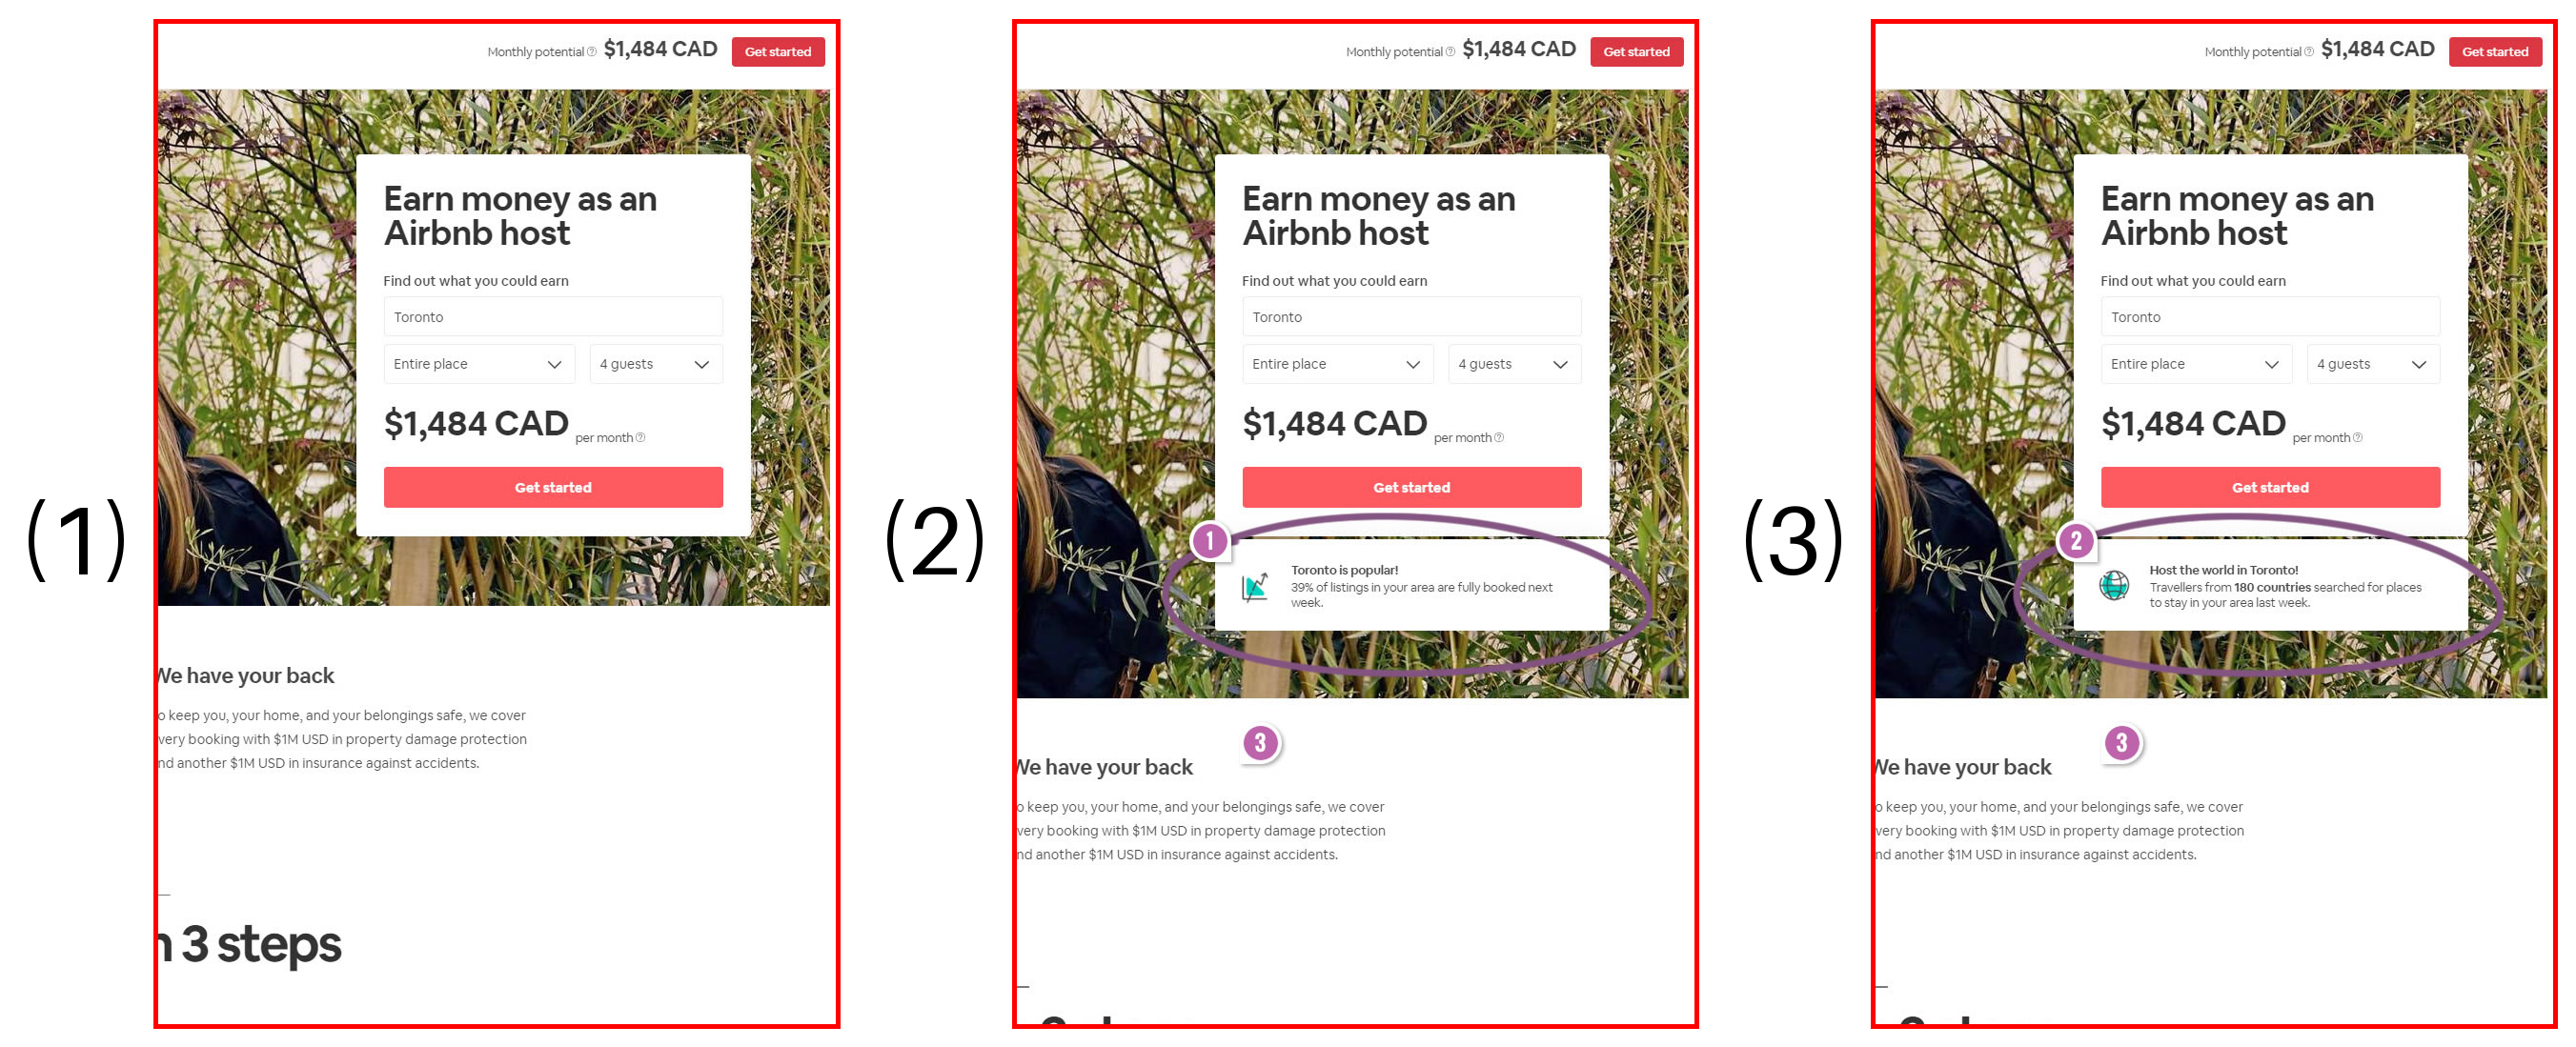 (1)
Monthly potential $1,484 CAD Get started
Earn money as an
Airbnb host
Find out what you could earn
Toronto
Entire place 4 guests
$1,484 CAD per month
Get started
We have your back
o keep you, your home, and your belongings safe, we cover
very booking with $1M USD in property damage protection
nd another $1M USD in insurance against accidents.
n 3 steps
(2)
Monthly potential $1,484 CAD Get started
Earn money as an
Airbnb host
Find out what you could earn
Toronto
Entire place 4 guests
$1,484 CAD per month
Get started
1
Toronto is popular!
39% of listings in your area are fully booked next
week.
3
We have your back
o keep you, your home, and your belongings safe, we cover
very booking with $1M USD in property damage protection
nd another $1M USD in insurance against accidents.
(3)
Monthly potential $1,484 CAD Get started
Earn money as an
Airbnb host
Find out what you could earn
Toronto
Entire place 4 guests
$1,484 CAD per month
Get started
2
Host the world in Toronto!
Travellers from 180 countries searched for places
to stay in your area last week.
3
We have your back
o keep you, your home, and your belongings safe, we cover
very booking with $1M USD in property damage protection
nd another $1M USD in insurance against accidents.